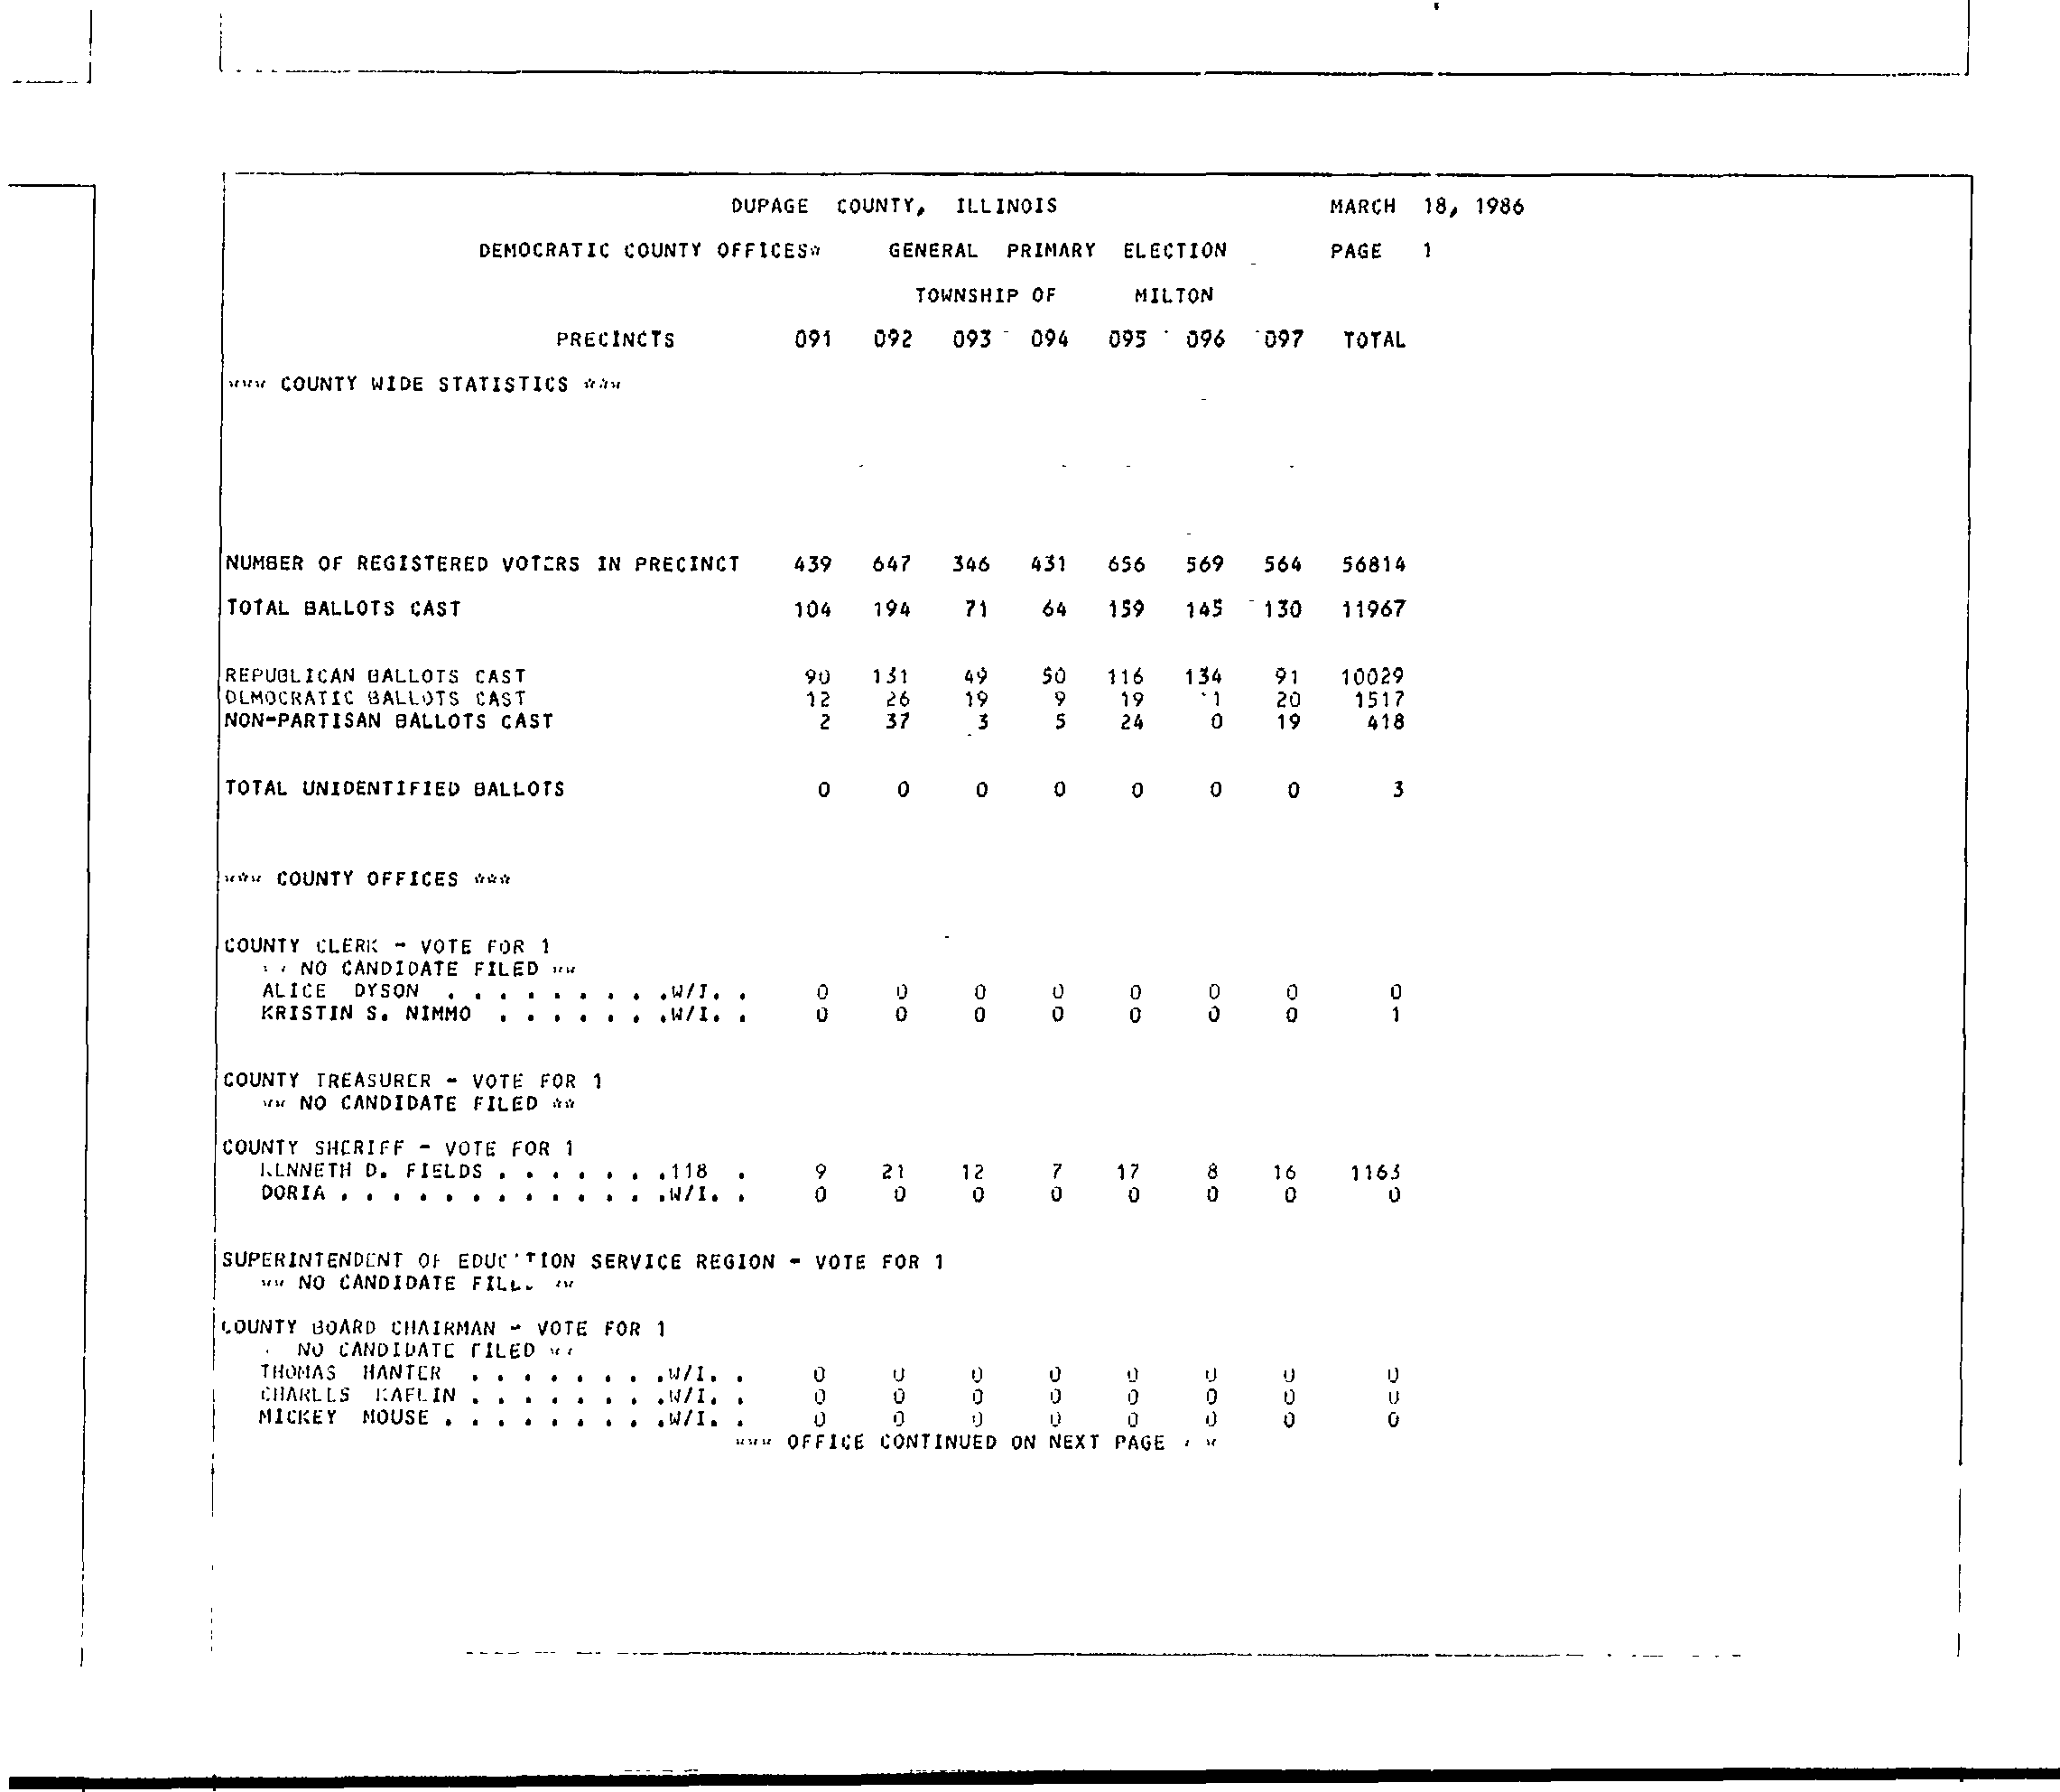 DUPAGE COUNTY, ILLINOIS MARCH 18, 1986
DEMOCRATIC COUNTY OFFICES* GENERAL PRIMARY ELECTION PAGE 1
TOWNSHIP OF MILTON
PRECINCTS 091 092 093 094 095 096 097 TOTAL
*** COUNTY WIDE STATISTICS ***
NUMBER OF REGISTERED VOTERS IN PRECINCT 439 647 346 431 656 569 564 56814
TOTAL BALLOTS CAST 104 194 71 64 159 145 130 11967
REPUBLICAN BALLOTS CAST 90 131 49 50 116 134 91 10029
DEMOCRATIC BALLOTS CAST 12 26 19 9 19 1 20 1517
NON-PARTISAN BALLOTS CAST 2 37 3 5 24 0 19 418
TOTAL UNIDENTIFIED BALLOTS 0 0 0 0 0 0 0 3
*** COUNTY OFFICES ***
COUNTY CLERK - VOTE FOR 1
** NO CANDIDATE FILED **
ALICE DYSON . . . . . . . . .W/I. . 0 0 0 0 0 0 0 0
KRISTIN S. NIMMO . . . . . . .W/I. . 0 0 0 0 0 0 0 1
COUNTY TREASURER - VOTE FOR 1
** NO CANDIDATE FILED **
COUNTY SHERIFF - VOTE FOR 1
KENNETH D. FIELDS . . . . . . .118 . 9 21 12 7 17 8 16 1163
DORIA . . . . . . . . . . . . .W/I. . 0 0 0 0 0 0 0 0
SUPERINTENDENT OF EDUCATION SERVICE REGION - VOTE FOR 1
** NO CANDIDATE FILED **
COUNTY BOARD CHAIRMAN - VOTE FOR 1
NO CANDIDATE FILED **
THOMAS HANTER . . . . . . . .W/I. . 0 0 0 0 0 0 0 0
CHARLES KAELIN . . . . . . . .W/I. . 0 0 0 0 0 0 0 0
MICKEY MOUSE . . . . . . . . .W/I. . 0 0 0 0 0 0 0 0
*** OFFICE CONTINUED ON NEXT PAGE * *